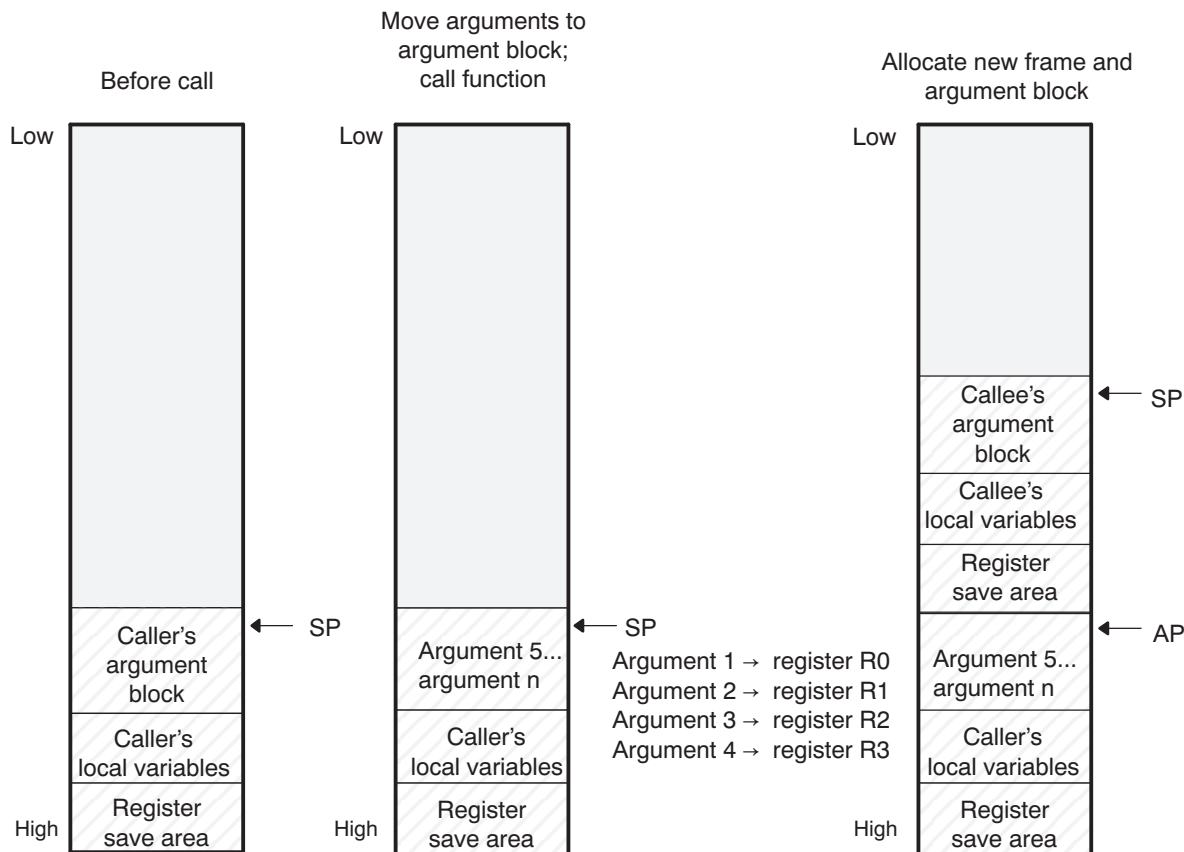 Before call
Low
Caller's
argument
block
SP
Caller's
local variables
Register
save area
High
Move arguments to
argument block;
call function
Low
SP
Argument 5...
argument n
Argument 1 → register R0
Argument 2 → register R1
Argument 3 → register R2
Argument 4 → register R3
Caller's
local variables
Register
save area
High
Allocate new frame and
argument block
Low
Callee's
argument
block
SP
Callee's
local variables
Register
save area
AP
Argument 5...
argument n
Caller's
local variables
Register
save area
High